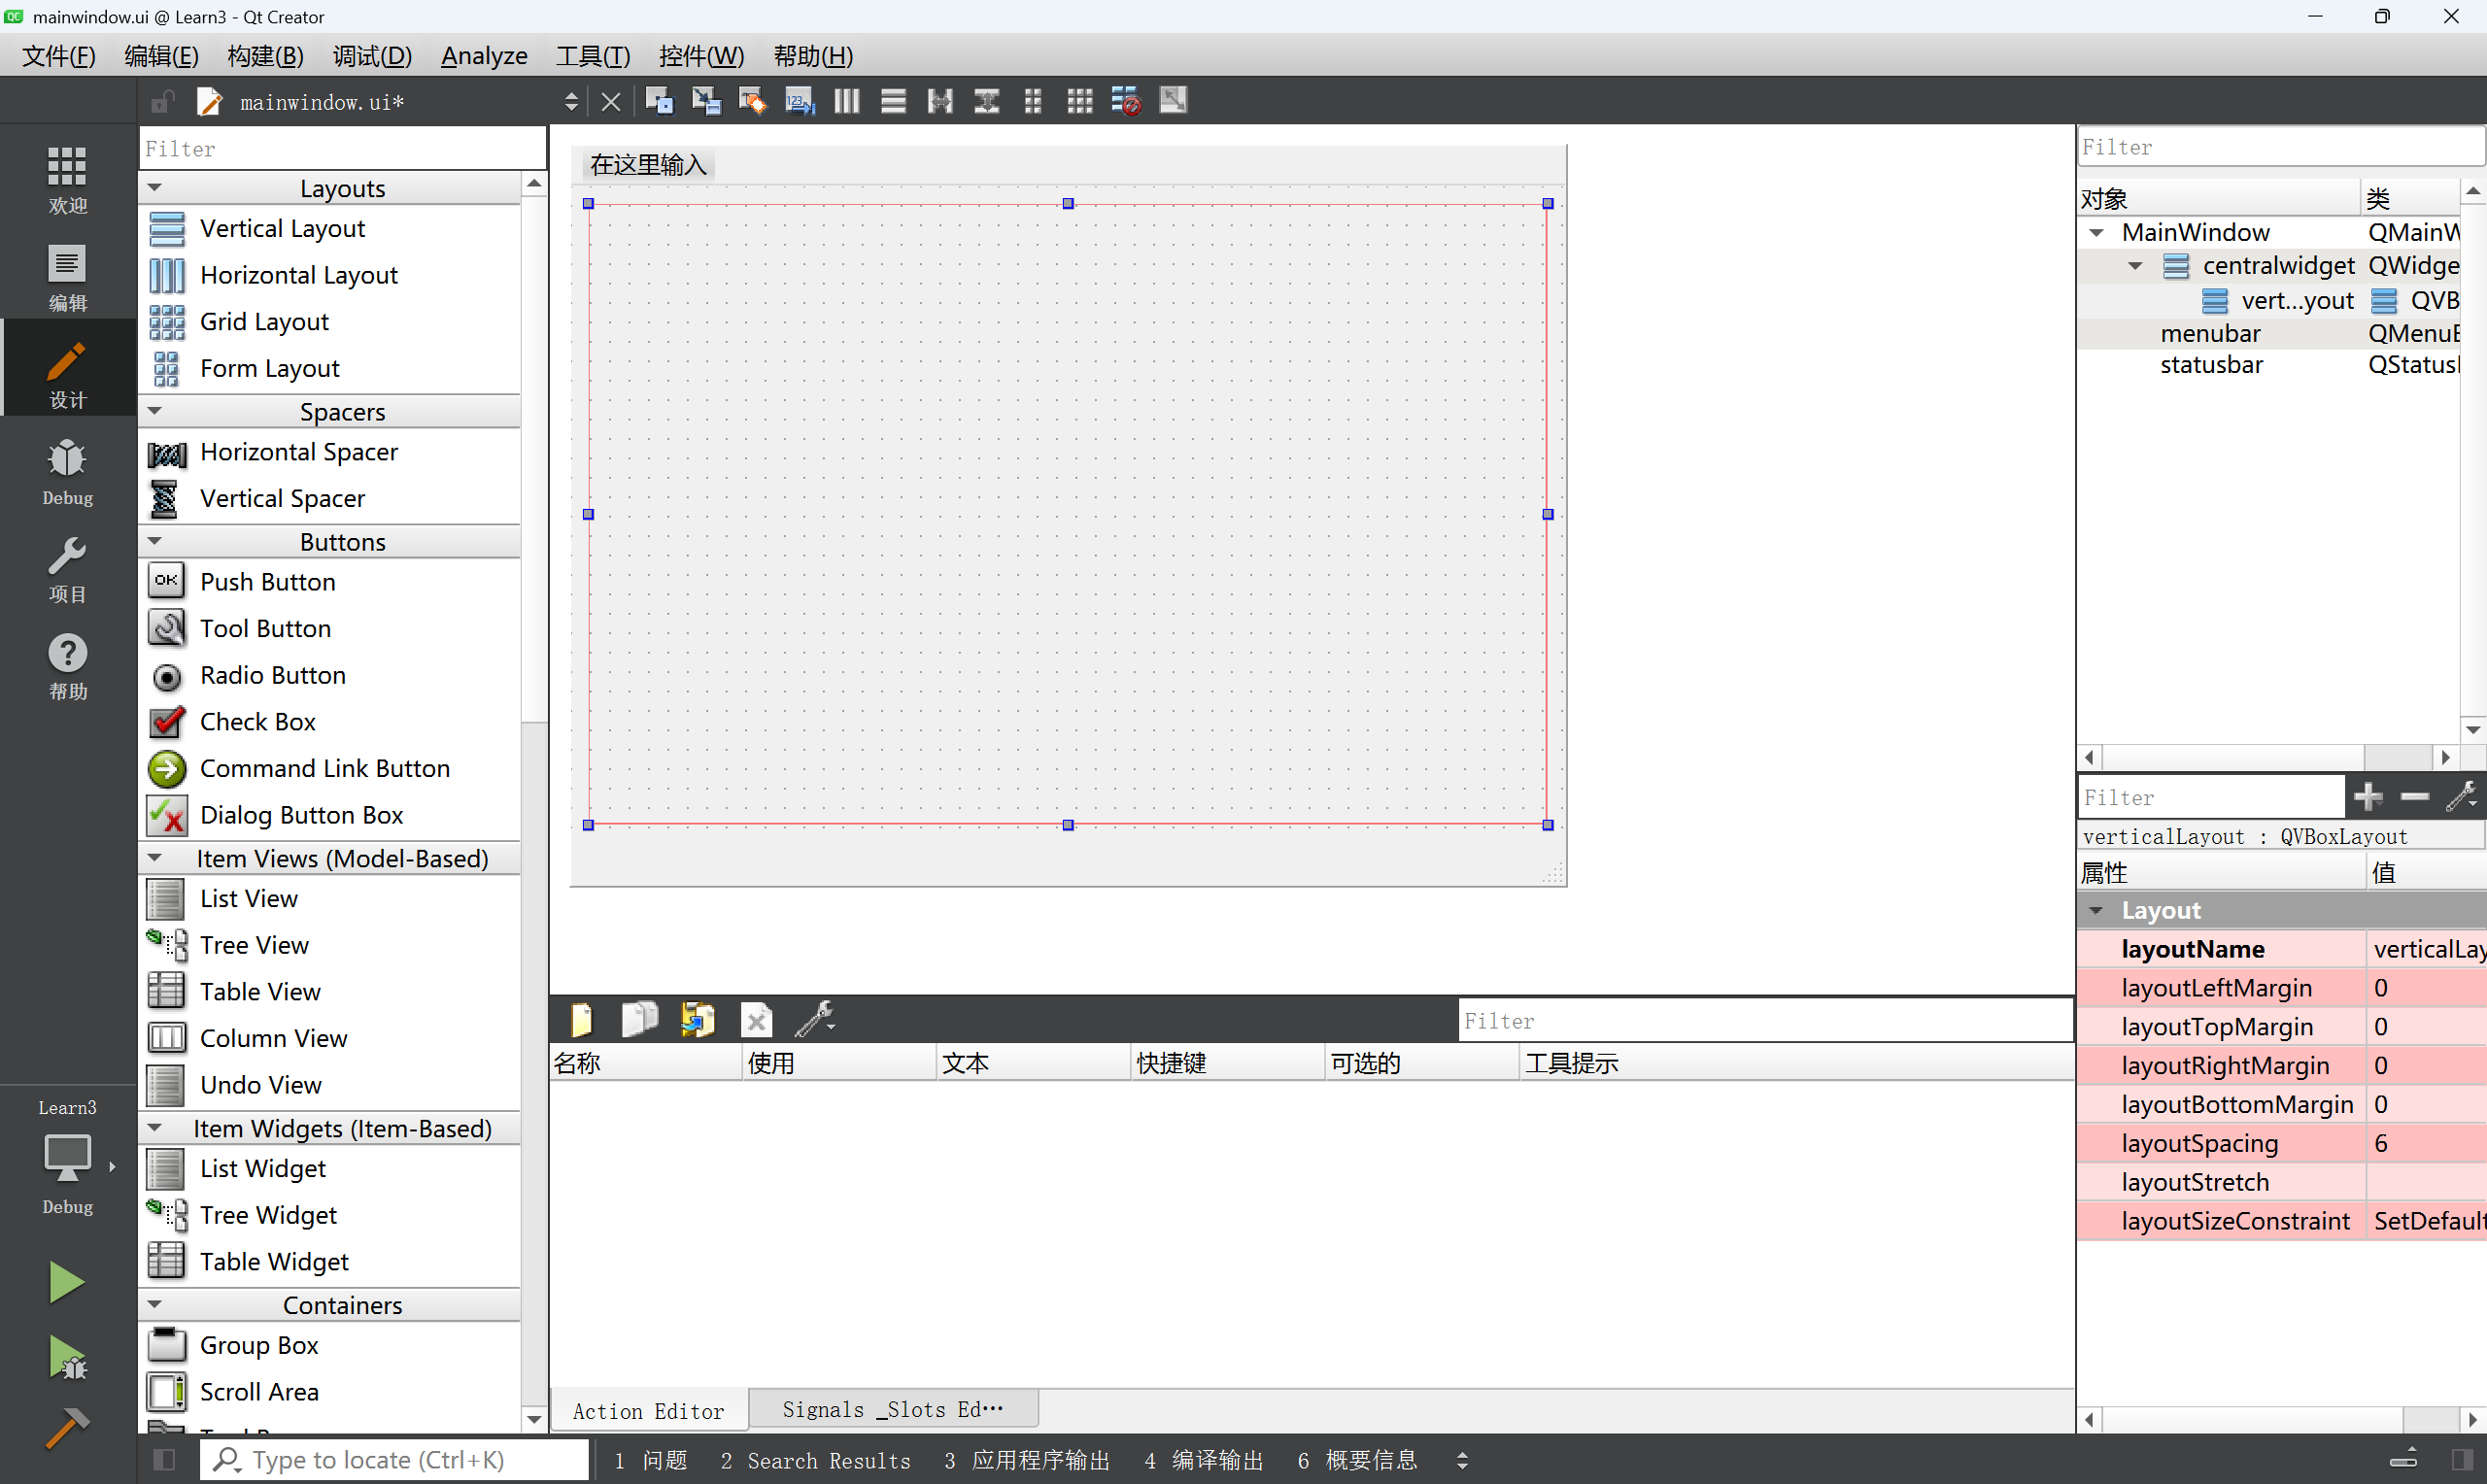 mainwindow.ui @ Learn3 - Qt Creator
文件(F) 编辑(E) 构建(B) 调试(D) Analyze 工具(T) 控件(W) 帮助(H)
mainwindow.ui*
欢迎
编辑
设计
Debug
项目
帮助
Learn3
Debug
Filter
Layouts
Vertical Layout
Horizontal Layout
Grid Layout
Form Layout
Spacers
Horizontal Spacer
Vertical Spacer
Buttons
OK Push Button
Tool Button
Radio Button
Check Box
Command Link Button
Dialog Button Box
Item Views (Model-Based)
List View
Tree View
Table View
Column View
Undo View
Item Widgets (Item-Based)
List Widget
Tree Widget
Table Widget
Containers
Group Box
Scroll Area
在这里输入
Filter
名称 使用 文本 快捷键 可选的 工具提示
Action Editor Signals _Slots Ed…
Filter
对象 类
MainWindow QMainW
centralwidget QWidge
vert...yout QVB
menubar QMenuB
statusbar QStatusB
Filter
verticalLayout : QVBoxLayout
属性 值
Layout
layoutName verticalLay
layoutLeftMargin 0
layoutTopMargin 0
layoutRightMargin 0
layoutBottomMargin 0
layoutSpacing 6
layoutStretch
layoutSizeConstraint SetDefault
Type to locate (Ctrl+K) 1 问题 2 Search Results 3 应用程序输出 4 编译输出 6 概要信息